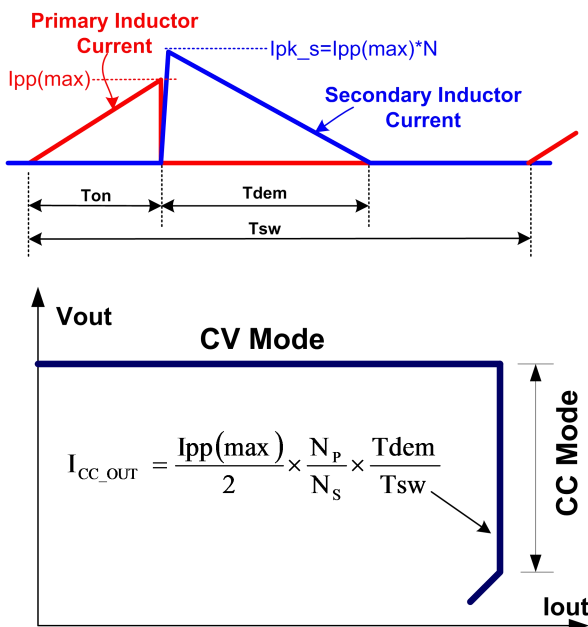 Primary Inductor
Current
Ipk_s=Ipp(max)*N
Ipp(max)
Secondary Inductor
Current
Ton
Tdem
Tsw
Vout
CV Mode
I_CC_OUT = Ipp(max)/2 × N_P/N_S × Tdem/Tsw
CC Mode
Iout